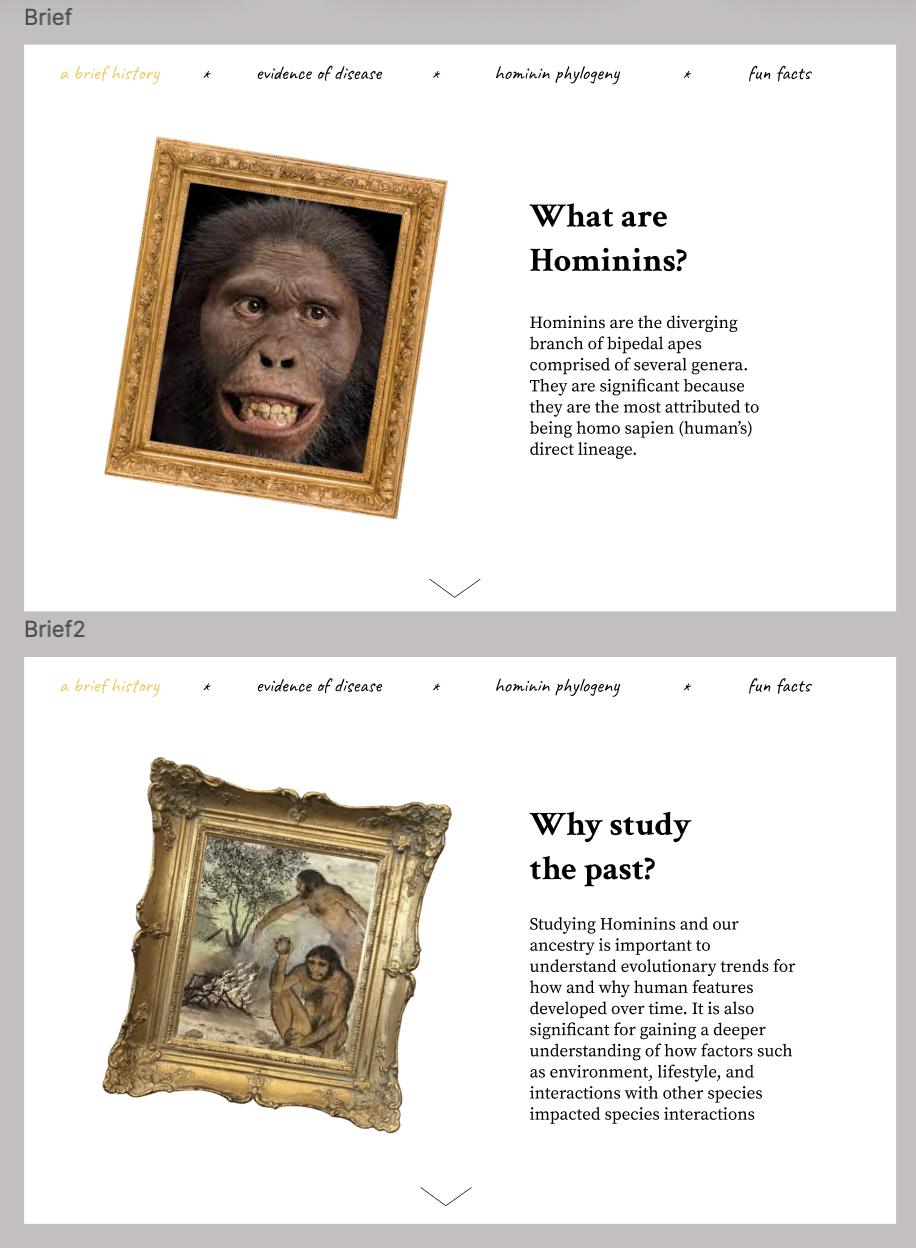 Brief
a brief history * evidence of disease * hominin phylogeny * fun facts
What are
Hominins?
Hominins are the diverging
branch of bipedal apes
comprised of several genera.
They are significant because
they are the most attributed to
being homo sapien (human's)
direct lineage.
Brief2
a brief history * evidence of disease * hominin phylogeny * fun facts
Why study
the past?
Studying Hominins and our
ancestry is important to
understand evolutionary trends for
how and why human features
developed over time. It is also
significant for gaining a deeper
understanding of how factors such
as environment, lifestyle, and
interactions with other species
impacted species interactions